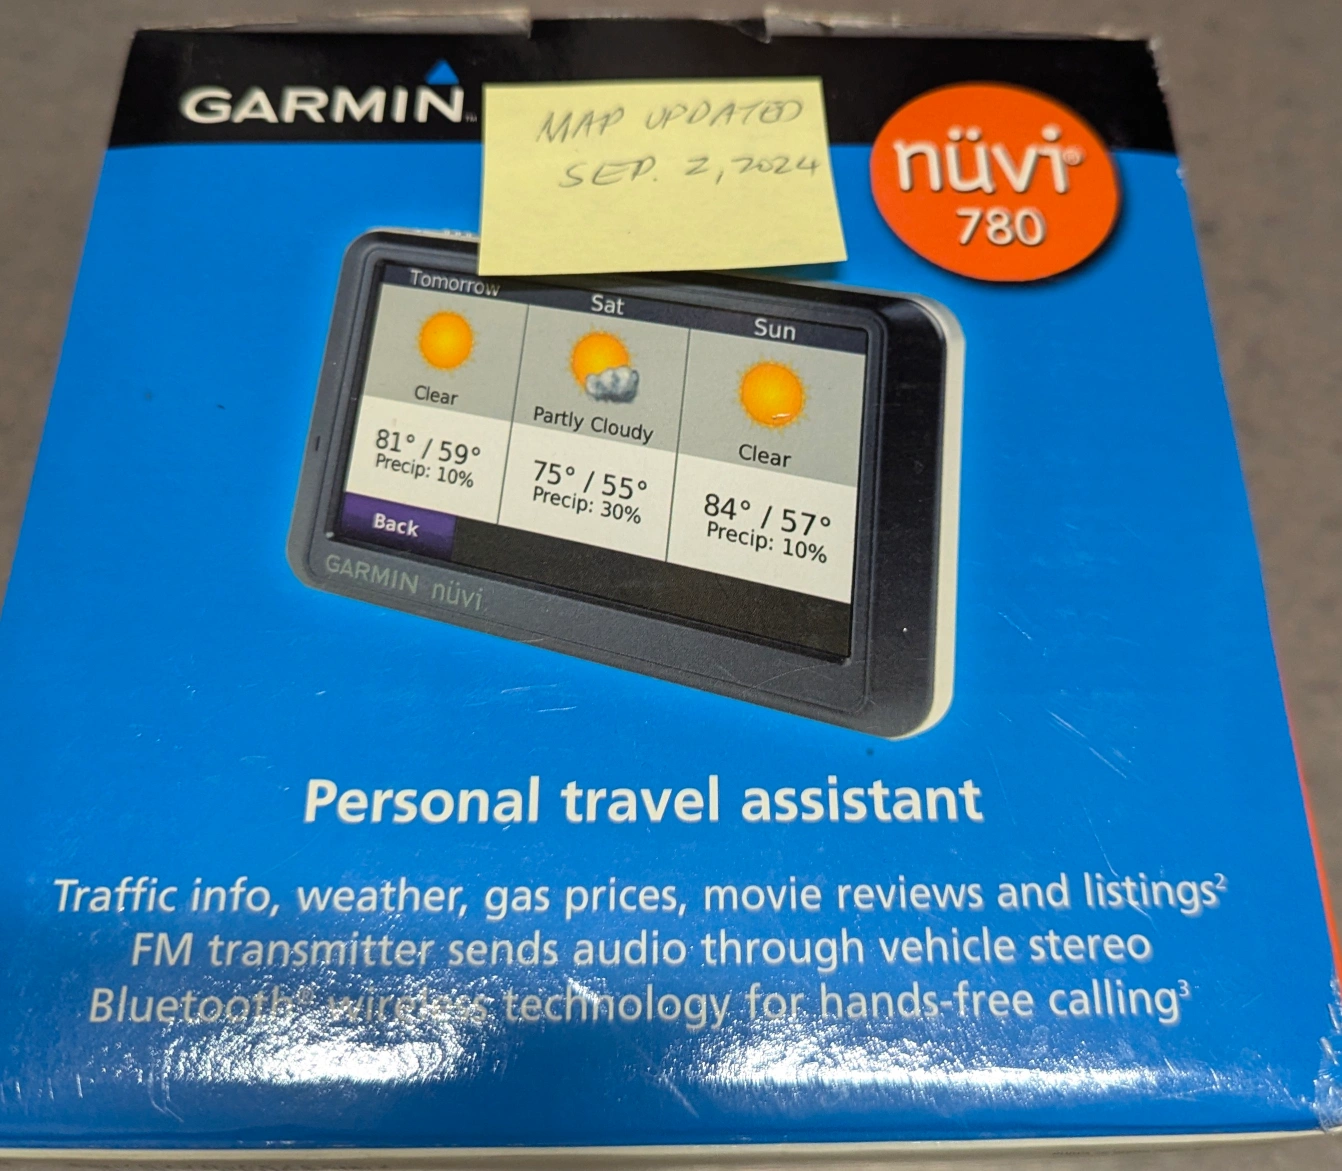 GARMIN™
MAP UPDATED
SEP. 2, 2024
nüvi®
780
Tomorrow
Sat
Sun
Clear
Partly Cloudy
Clear
81° / 59°
Precip: 10%
75° / 55°
Precip: 30%
84° / 57°
Precip: 10%
Back
GARMIN nüvi
Personal travel assistant
Traffic info, weather, gas prices, movie reviews and listings²
FM transmitter sends audio through vehicle stereo
Bluetooth® wireless technology for hands-free calling³